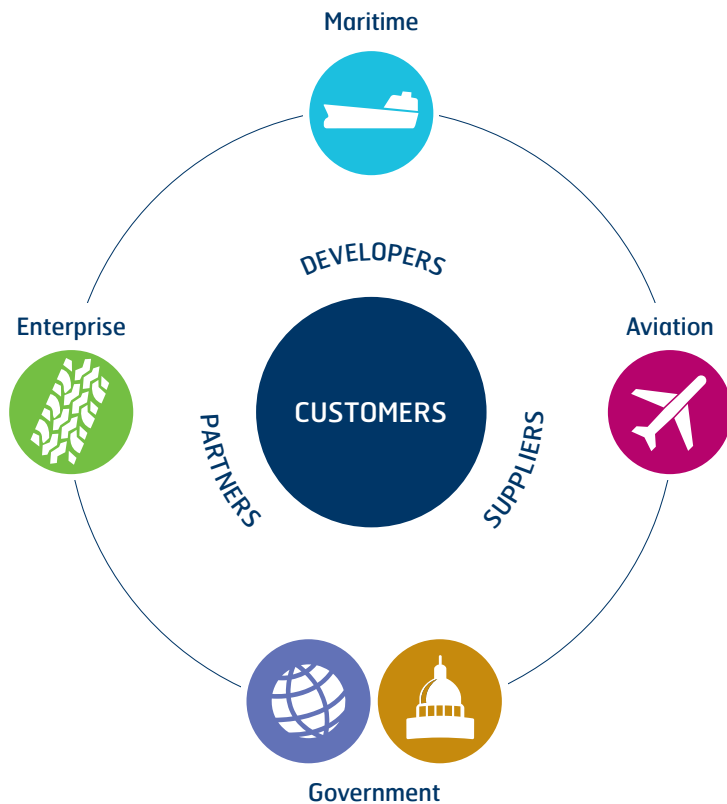 Maritime
DEVELOPERS
Enterprise
Aviation
CUSTOMERS
PARTNERS
SUPPLIERS
Government